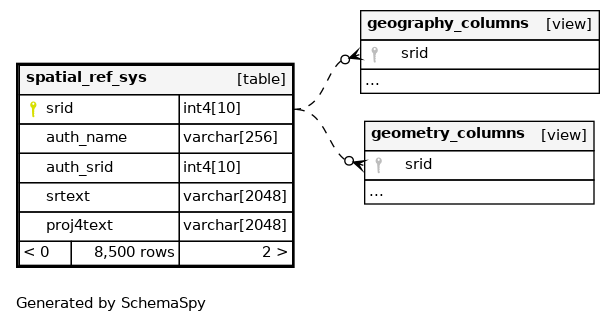 geography_columns [view]
srid
...
spatial_ref_sys [table]
srid int4[10]
auth_name varchar[256]
auth_srid int4[10]
srtext varchar[2048]
proj4text varchar[2048]
< 0 8,500 rows 2 >
geometry_columns [view]
srid
...
Generated by SchemaSpy